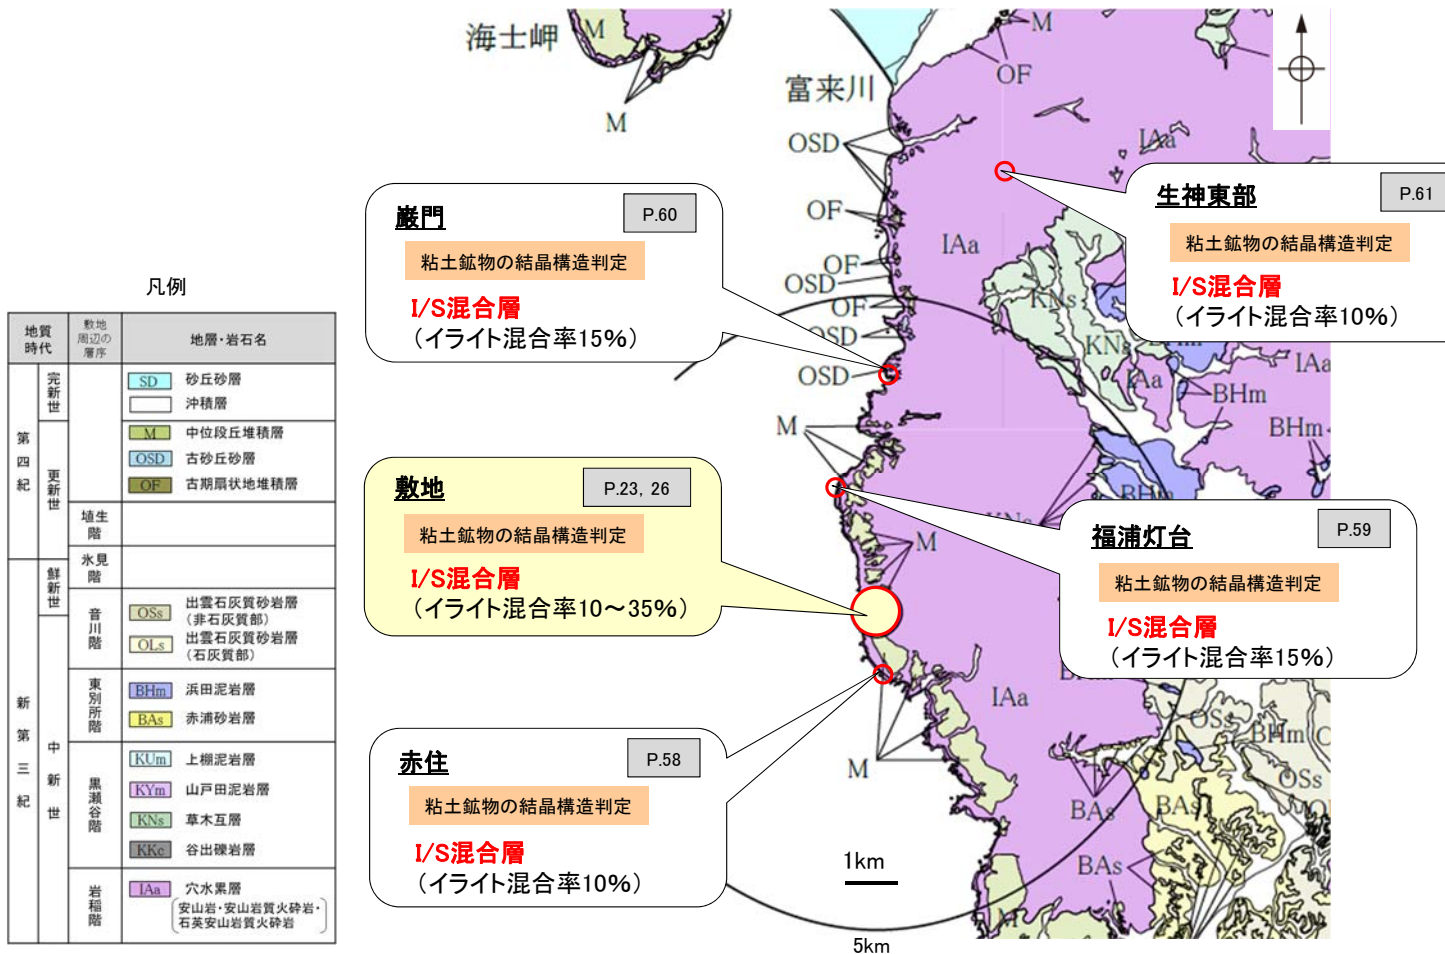 海士岬
M
M
富来川
M
OF
OSD
IAa
OF
IAa
OF
OSD
OF
OSD
OSD
KNs
KNs
IAa
IAa
BHm
BHm
BHm
M
M
IAa
M
OSs
BHm
OSs
BAs
BAs
BAs
M
巌門
P.60
粘土鉱物の結晶構造判定
I/S混合層
（イライト混合率15%）
生神東部
P.61
粘土鉱物の結晶構造判定
I/S混合層
（イライト混合率10%）
敷地
P.23, 26
粘土鉱物の結晶構造判定
I/S混合層
（イライト混合率10～35%）
福浦灯台
P.59
粘土鉱物の結晶構造判定
I/S混合層
（イライト混合率15%）
赤住
P.58
粘土鉱物の結晶構造判定
I/S混合層
（イライト混合率10%）
1km
5km
凡例
地質時代
敷地周辺の層序
地層・岩石名
第四紀
完新世
SD 砂丘砂層
沖積層
更新世
M 中位段丘堆積層
OSD 古砂丘砂層
OF 古期扇状地堆積層
埴生階
新第三紀
鮮新世
氷見階
中新世
音川階
OSs 出雲石灰質砂岩層
（非石灰質部）
OLs 出雲石灰質砂岩層
（石灰質部）
東別所階
BHm 浜田泥岩層
BAs 赤浦砂岩層
黒瀬谷階
KUm 上棚泥岩層
KYm 山戸田泥岩層
KNs 草木互層
KKc 谷出礫岩層
岩稲階
IAa 穴水累層
安山岩・安山岩質火砕岩・
石英安山岩質火砕岩